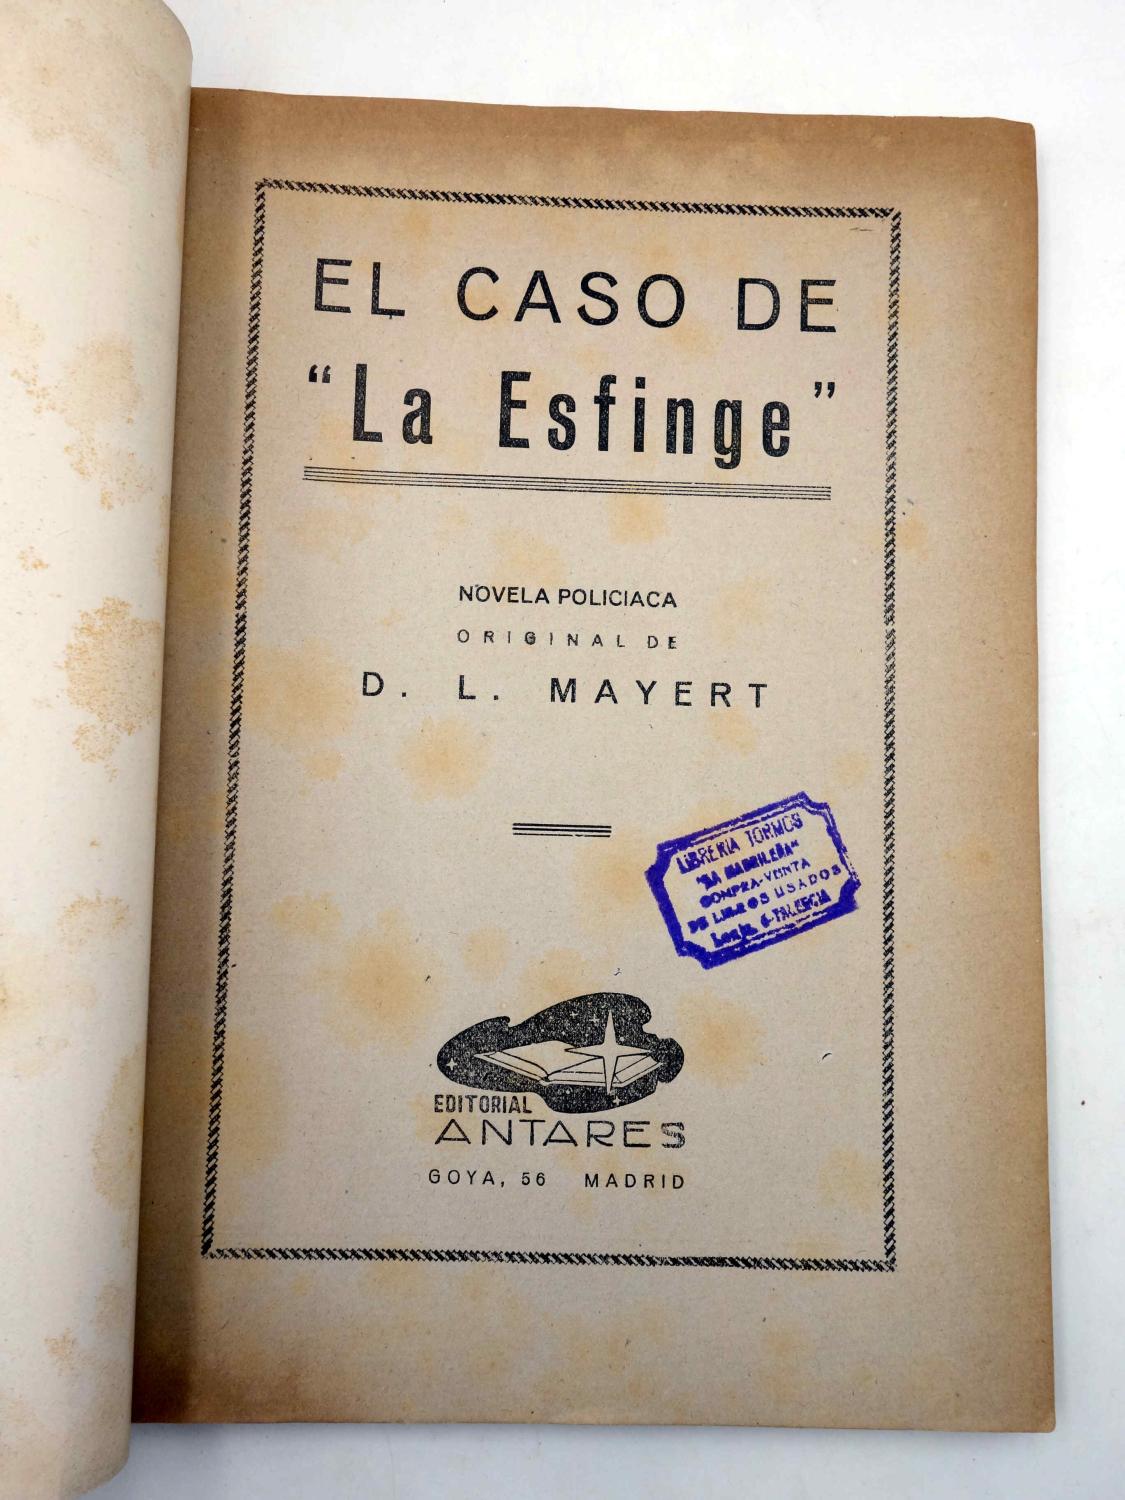 EL CASO DE
"La Esfinge"
NOVELA POLICIACA
ORIGINAL DE
D. L. MAYERT
LIBRERIA TORMOS
"LA MADRILEÑA"
COMPRA-VENTA
DE LIBROS USADOS
EDITORIAL
ANTARES
GOYA, 56 MADRID